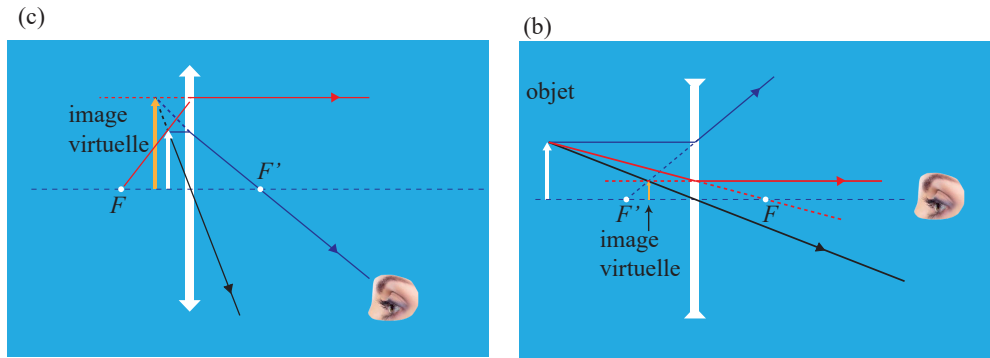 (c)
image
virtuelle
F
F’
(b)
objet
F’
F
image
virtuelle